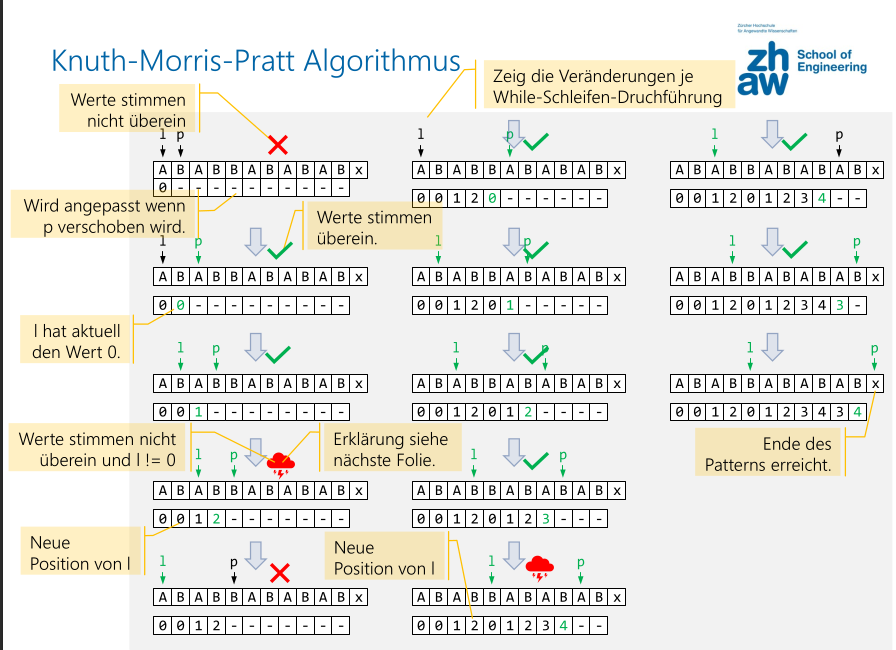 Zürcher Hochschule
für Angewandte Wissenschaften
zh
aw
School of
Engineering
Knuth-Morris-Pratt Algorithmus
Zeig die Veränderungen je
While-Schleifen-Druchführung
Werte stimmen
nicht überein
l p
A B A B B A B A B A B x
0 - - - - - - - - - -
Wird angepasst wenn
p verschoben wird.
Werte stimmen
überein.
l p
A B A B B A B A B A B x
0 0 - - - - - - - - -
l hat aktuell
den Wert 0.
l p
A B A B B A B A B A B x
0 0 1 - - - - - - - -
Werte stimmen nicht
überein und l != 0
Erklärung siehe
nächste Folie.
l p
A B A B B A B A B A B x
0 0 1 2 - - - - - - -
Neue
Position von l
l p
A B A B B A B A B A B x
0 0 1 2 - - - - - - -
l p
A B A B B A B A B A B x
0 0 1 2 0 - - - - - -
l p
A B A B B A B A B A B x
0 0 1 2 0 1 - - - - -
l p
A B A B B A B A B A B x
0 0 1 2 0 1 2 - - - -
l p
A B A B B A B A B A B x
0 0 1 2 0 1 2 3 - - -
Neue
Position von l
l p
A B A B B A B A B A B x
0 0 1 2 0 1 2 3 4 - -
l p
A B A B B A B A B A B x
0 0 1 2 0 1 2 3 4 - -
l p
A B A B B A B A B A B x
0 0 1 2 0 1 2 3 4 3 -
l p
A B A B B A B A B A B x
0 0 1 2 0 1 2 3 4 3 4
Ende des
Patterns erreicht.